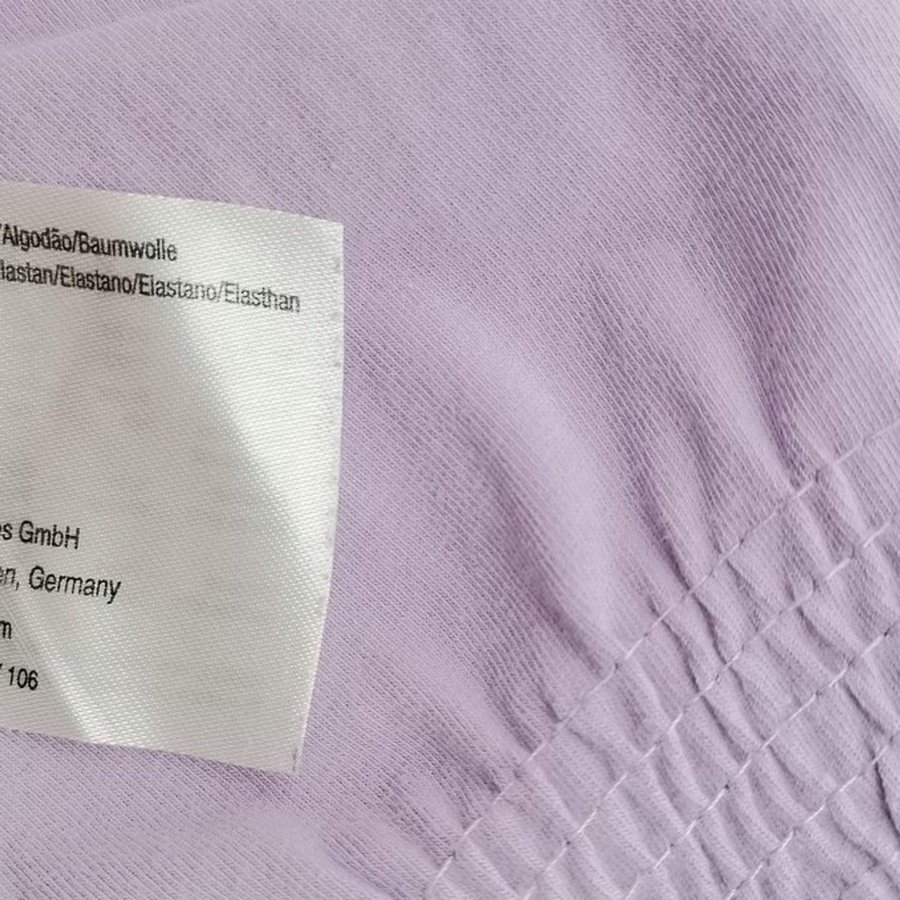 /Algodão/Baumwolle
lastan/Elastano/Elastano/Elasthan
es GmbH
en, Germany
m
/ 106